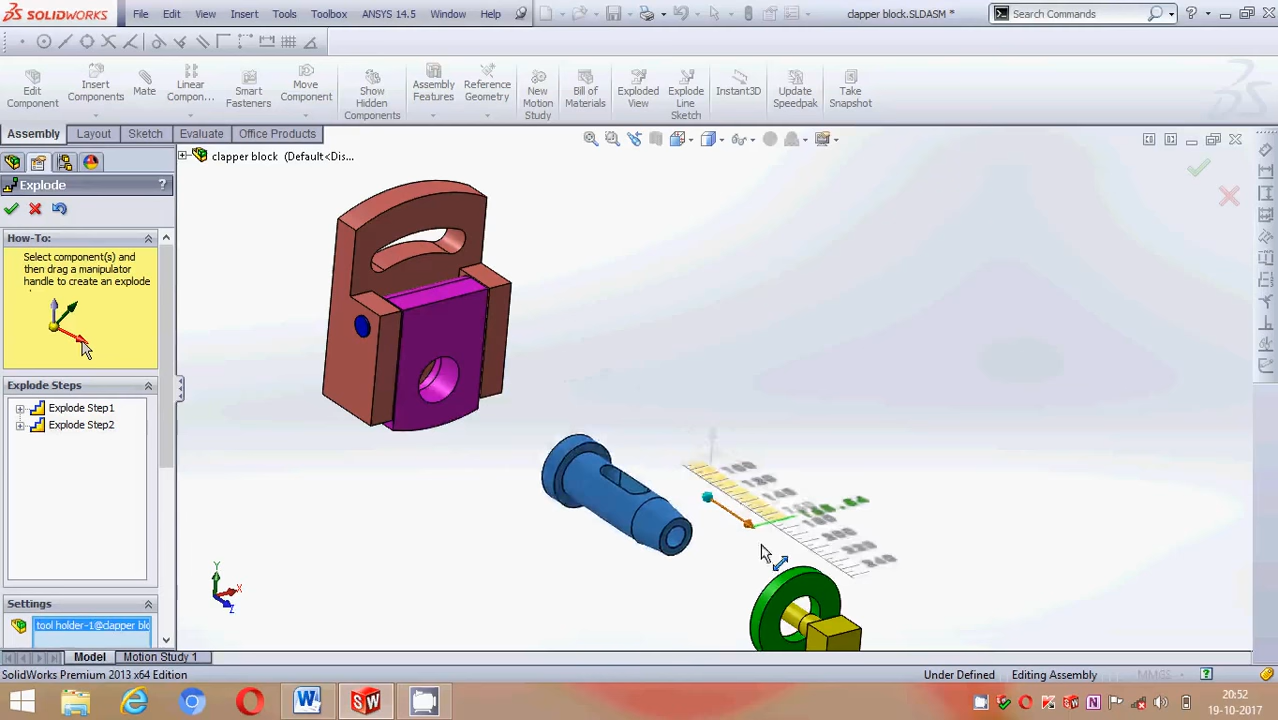 SOLIDWORKS File Edit View Insert Tools Toolbox ANSYS 14.5 Window Help clapper block.SLDASM * Search Commands
Edit Component
Insert Components
Mate
Linear Compon...
Smart Fasteners
Move Component
Show Hidden Components
Assembly Features
Reference Geometry
New Motion Study
Bill of Materials
Exploded View
Explode Line Sketch
Instant3D
Update Speedpak
Take Snapshot
Assembly Layout Sketch Evaluate Office Products
clapper block (Default<Dis...
Explode ?
How-To:
Select component(s) and
then drag a manipulator
handle to create an explode
Explode Steps
Explode Step1
Explode Step2
Settings
tool holder-1@clapper blo
Y
X
Z
Model Motion Study 1
SolidWorks Premium 2013 x64 Edition Under Defined Editing Assembly MMGS
20:52
19-10-2017